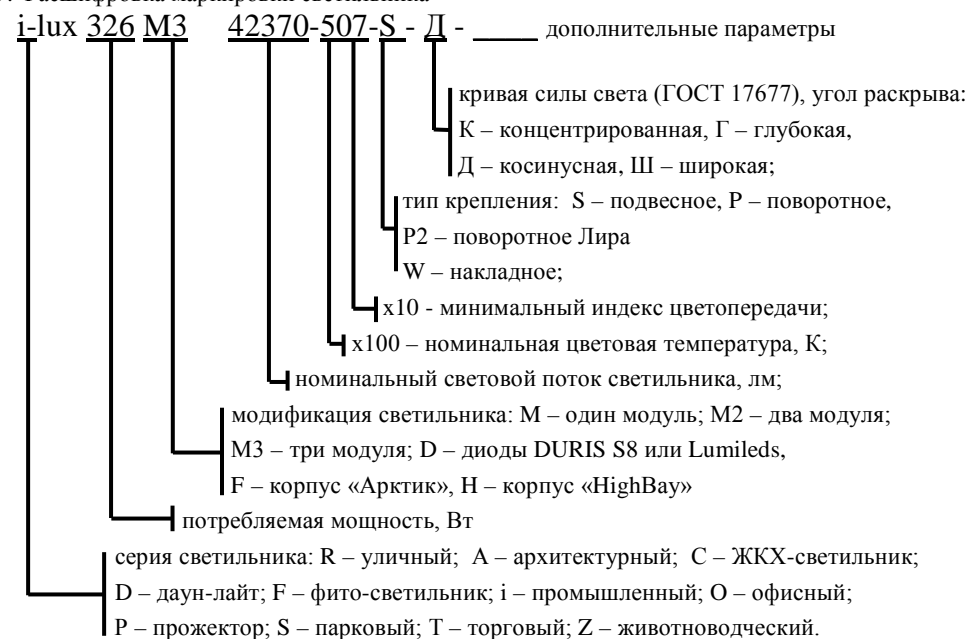 i-lux 326 М3 42370-507-S - Д - _____ дополнительные параметры
кривая силы света (ГОСТ 17677), угол раскрыва:
К – концентрированная, Г – глубокая,
Д – косинусная, Ш – широкая;
тип крепления: S – подвесное, P – поворотное,
P2 – поворотное Лира
W – накладное;
x10 - минимальный индекс цветопередачи;
x100 – номинальная цветовая температура, К;
номинальный световой поток светильника, лм;
модификация светильника: М – один модуль; М2 – два модуля;
М3 – три модуля; D – диоды DURIS S8 или Lumileds,
F – корпус «Арктик», H – корпус «HighBay»
потребляемая мощность, Вт
серия светильника: R – уличный; A – архитектурный; C – ЖКХ-светильник;
D – даун-лайт; F – фито-светильник; i – промышленный; O – офисный;
P – прожектор; S – парковый; T – торговый; Z – животноводческий.